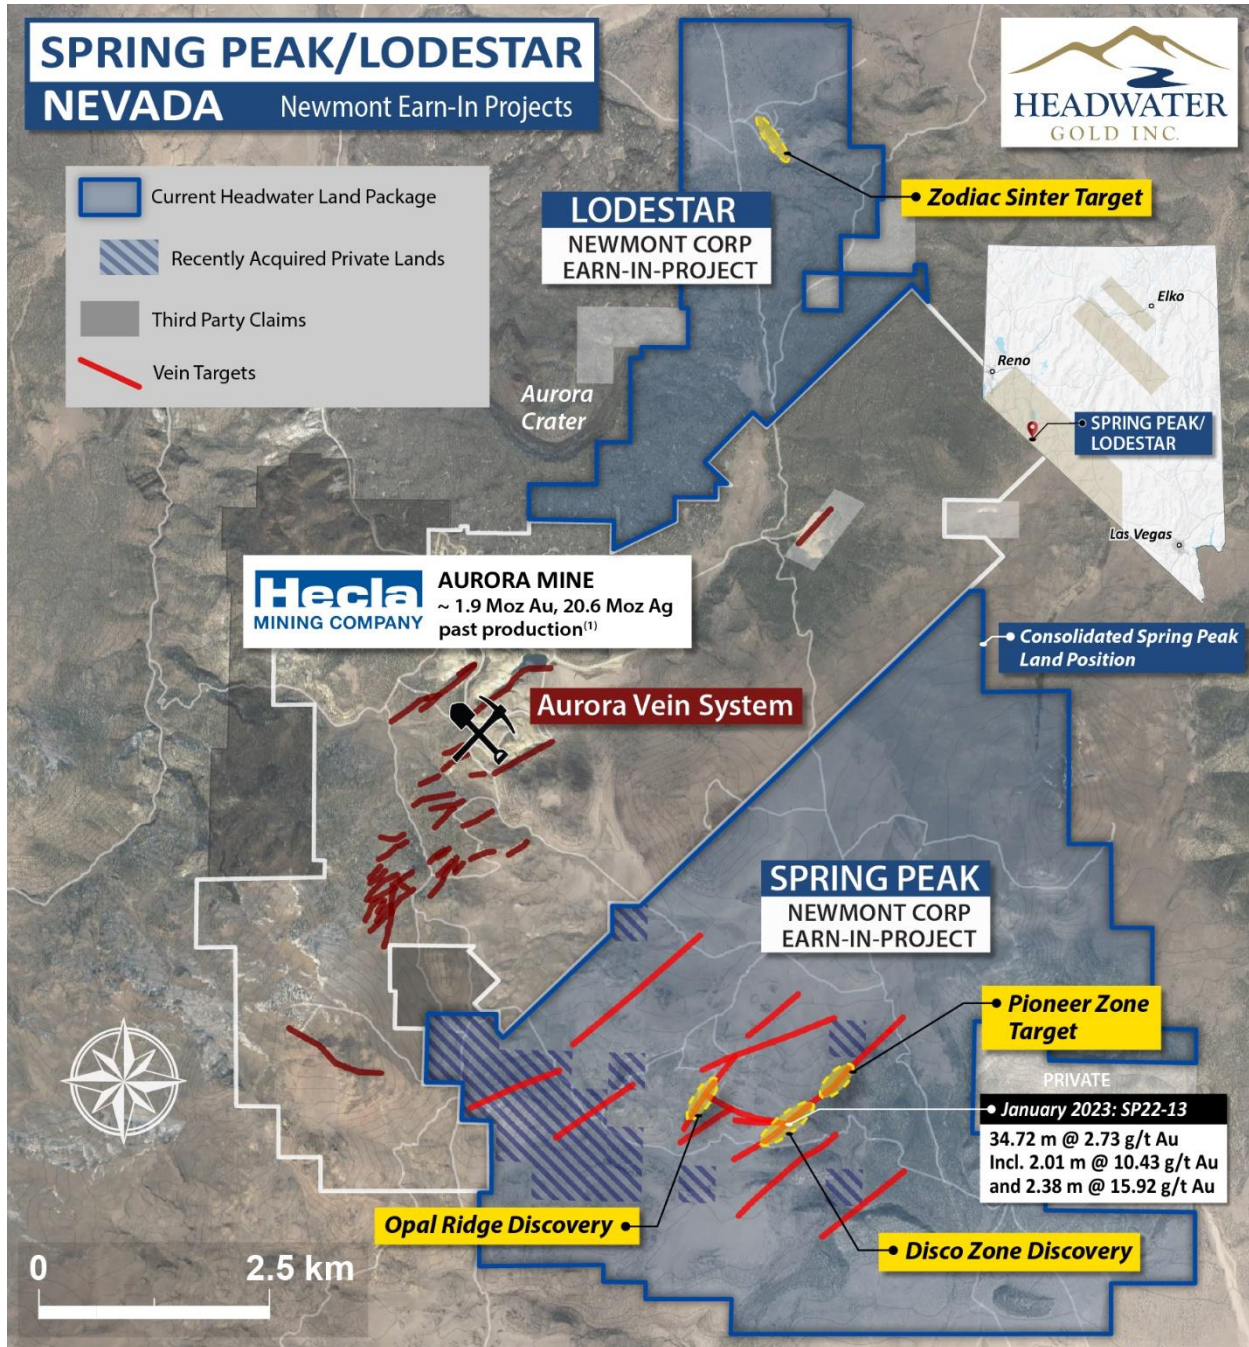 SPRING PEAK/LODESTAR
NEVADA Newmont Earn-In Projects
HEADWATER
GOLD INC.
Current Headwater Land Package
Recently Acquired Private Lands
Third Party Claims
Vein Targets
Zodiac Sinter Target
LODESTAR
NEWMONT CORP
EARN-IN-PROJECT
Elko
Reno
SPRING PEAK/
LODESTAR
Las Vegas
Aurora
Crater
Hecla
MINING COMPANY
AURORA MINE
~ 1.9 Moz Au, 20.6 Moz Ag
past production(1)
Consolidated Spring Peak
Land Position
Aurora Vein System
SPRING PEAK
NEWMONT CORP
EARN-IN-PROJECT
Pioneer Zone
Target
PRIVATE
January 2023: SP22-13
34.72 m @ 2.73 g/t Au
Incl. 2.01 m @ 10.43 g/t Au
and 2.38 m @ 15.92 g/t Au
Opal Ridge Discovery
Disco Zone Discovery
0 2.5 km